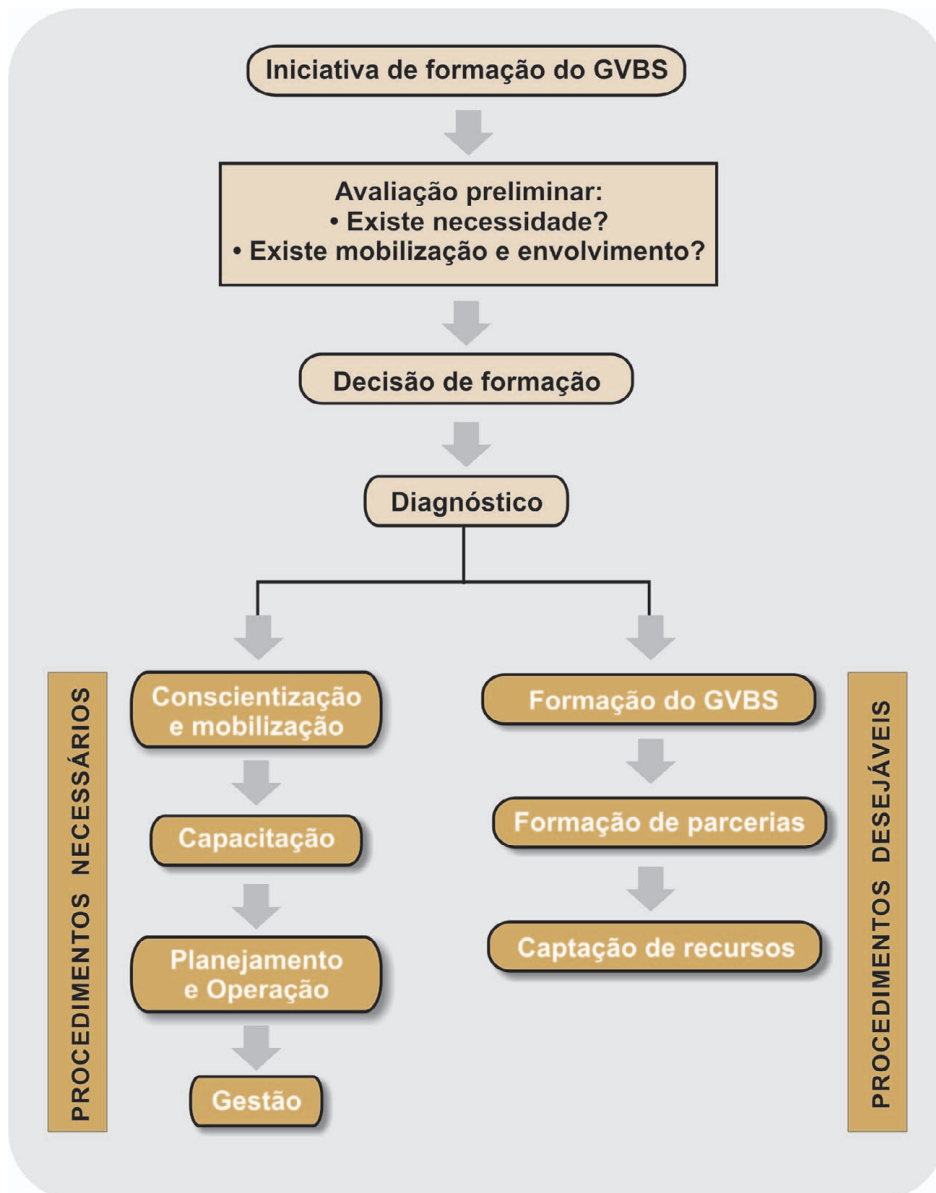 Iniciativa de formação do GVBS
Avaliação preliminar:
• Existe necessidade?
• Existe mobilização e envolvimento?
Decisão de formação
Diagnóstico
PROCEDIMENTOS NECESSÁRIOS
Conscientização
e mobilização
Capacitação
Planejamento
e Operação
Gestão
Formação do GVBS
Formação de parcerias
Captação de recursos
PROCEDIMENTOS DESEJÁVEIS